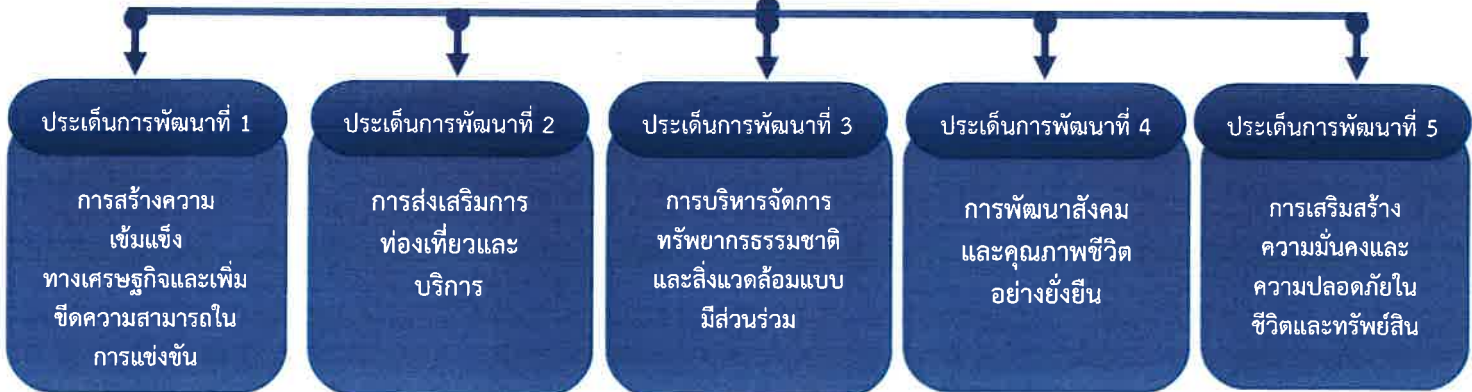 ประเด็นการพัฒนาที่ 1
การสร้างความ
เข้มแข็ง
ทางเศรษฐกิจและเพิ่ม
ขีดความสามารถใน
การแข่งขัน
ประเด็นการพัฒนาที่ 2
การส่งเสริมการ
ท่องเที่ยวและ
บริการ
ประเด็นการพัฒนาที่ 3
การบริหารจัดการ
ทรัพยากรธรรมชาติ
และสิ่งแวดล้อมแบบ
มีส่วนร่วม
ประเด็นการพัฒนาที่ 4
การพัฒนาสังคม
และคุณภาพชีวิต
อย่างยั่งยืน
ประเด็นการพัฒนาที่ 5
การเสริมสร้าง
ความมั่นคงและ
ความปลอดภัยใน
ชีวิตและทรัพย์สิน